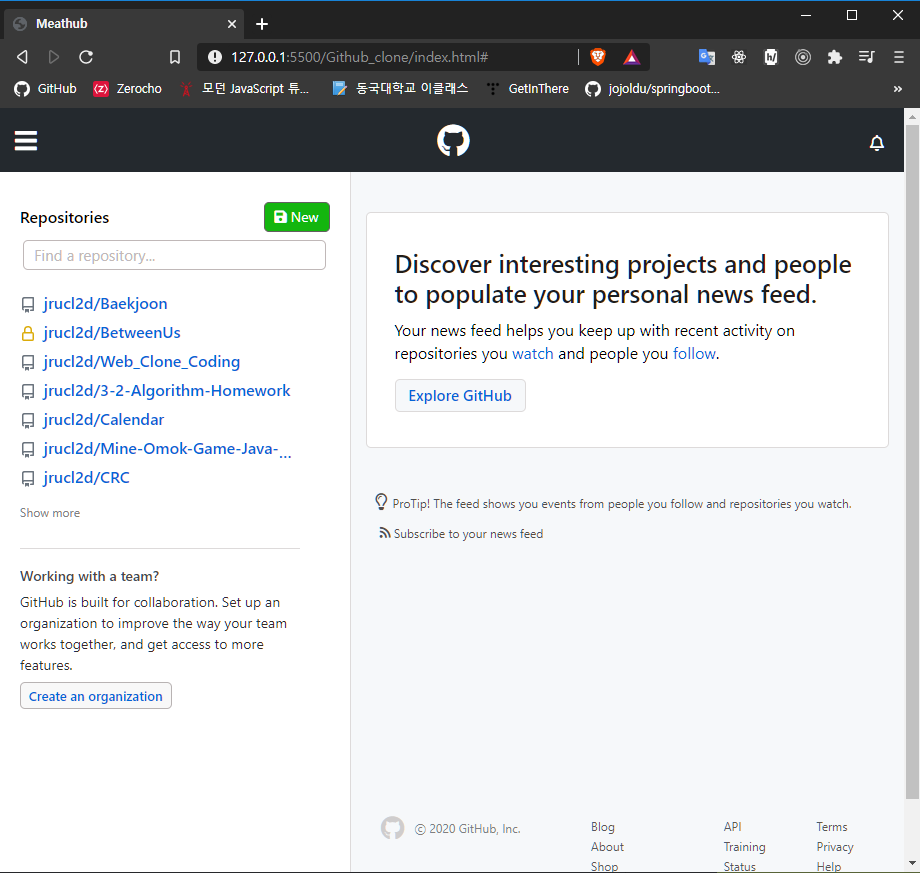 Meathub
127.0.0.1:5500/Github_clone/index.html#
GitHub
Zerocho
모던 JavaScript 튜...
동국대학교 이클래스
GetInThere
jojoldu/springboot...
Repositories
New
Find a repository...
jrucl2d/Baekjoon
jrucl2d/BetweenUs
jrucl2d/Web_Clone_Coding
jrucl2d/3-2-Algorithm-Homework
jrucl2d/Calendar
jrucl2d/Mine-Omok-Game-Java-...
jrucl2d/CRC
Show more
Working with a team?
GitHub is built for collaboration. Set up an
organization to improve the way your team
works together, and get access to more
features.
Create an organization
Discover interesting projects and people
to populate your personal news feed.
Your news feed helps you keep up with recent activity on
repositories you watch and people you follow.
Explore GitHub
ProTip! The feed shows you events from people you follow and repositories you watch.
Subscribe to your news feed
© 2020 GitHub, Inc.
Blog
About
Shop
API
Training
Status
Terms
Privacy
Help